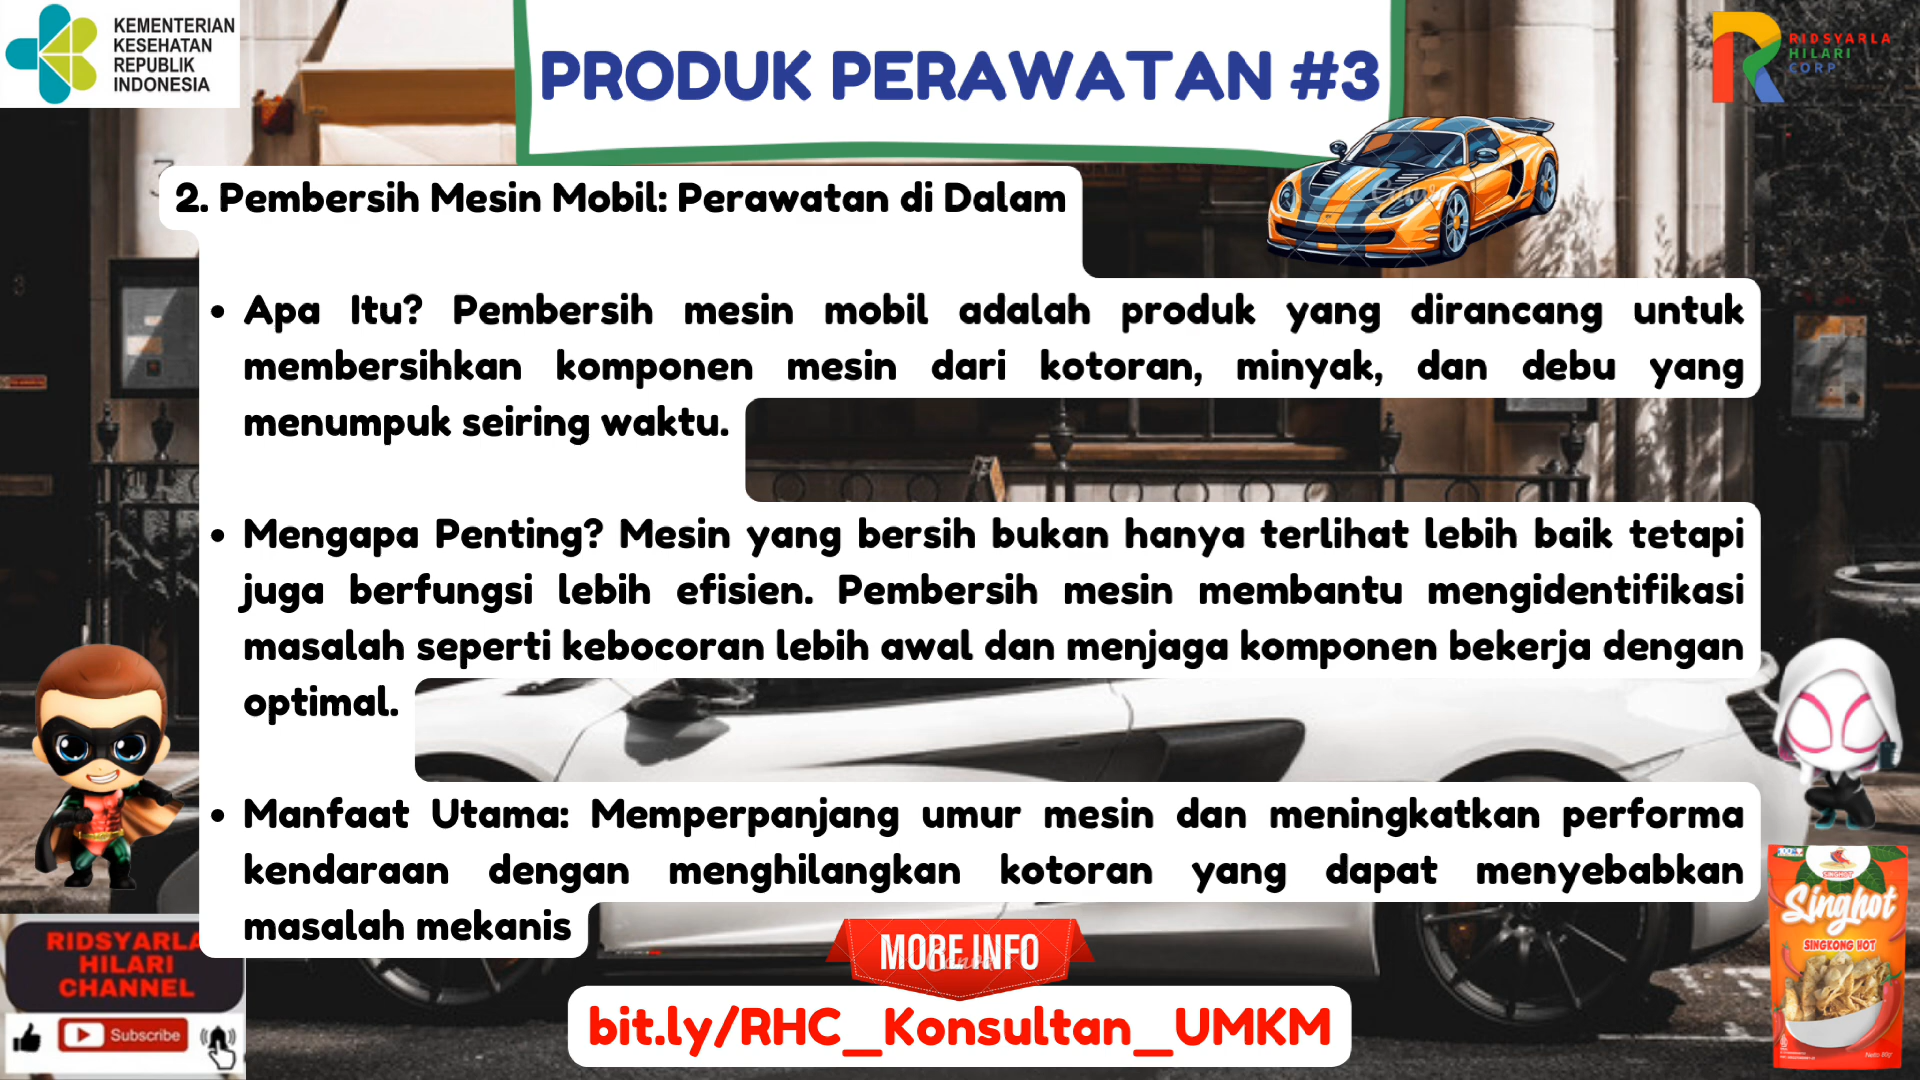 KEMENTERIAN
KESEHATAN
REPUBLIK
INDONESIA
PRODUK PERAWATAN #3
RIDSYARLA
HILARI
CORP
2. Pembersih Mesin Mobil: Perawatan di Dalam
• Apa Itu? Pembersih mesin mobil adalah produk yang dirancang untuk
membersihkan komponen mesin dari kotoran, minyak, dan debu yang
menumpuk seiring waktu.
• Mengapa Penting? Mesin yang bersih bukan hanya terlihat lebih baik tetapi
juga berfungsi lebih efisien. Pembersih mesin membantu mengidentifikasi
masalah seperti kebocoran lebih awal dan menjaga komponen bekerja dengan
optimal.
• Manfaat Utama: Memperpanjang umur mesin dan meningkatkan performa
kendaraan dengan menghilangkan kotoran yang dapat menyebabkan
masalah mekanis
RIDSYARLA
HILARI
CHANNEL
Subscribe
MORE INFO
bit.ly/RHC_Konsultan_UMKM
SINGHOT
Singhot
SINGKONG HOT